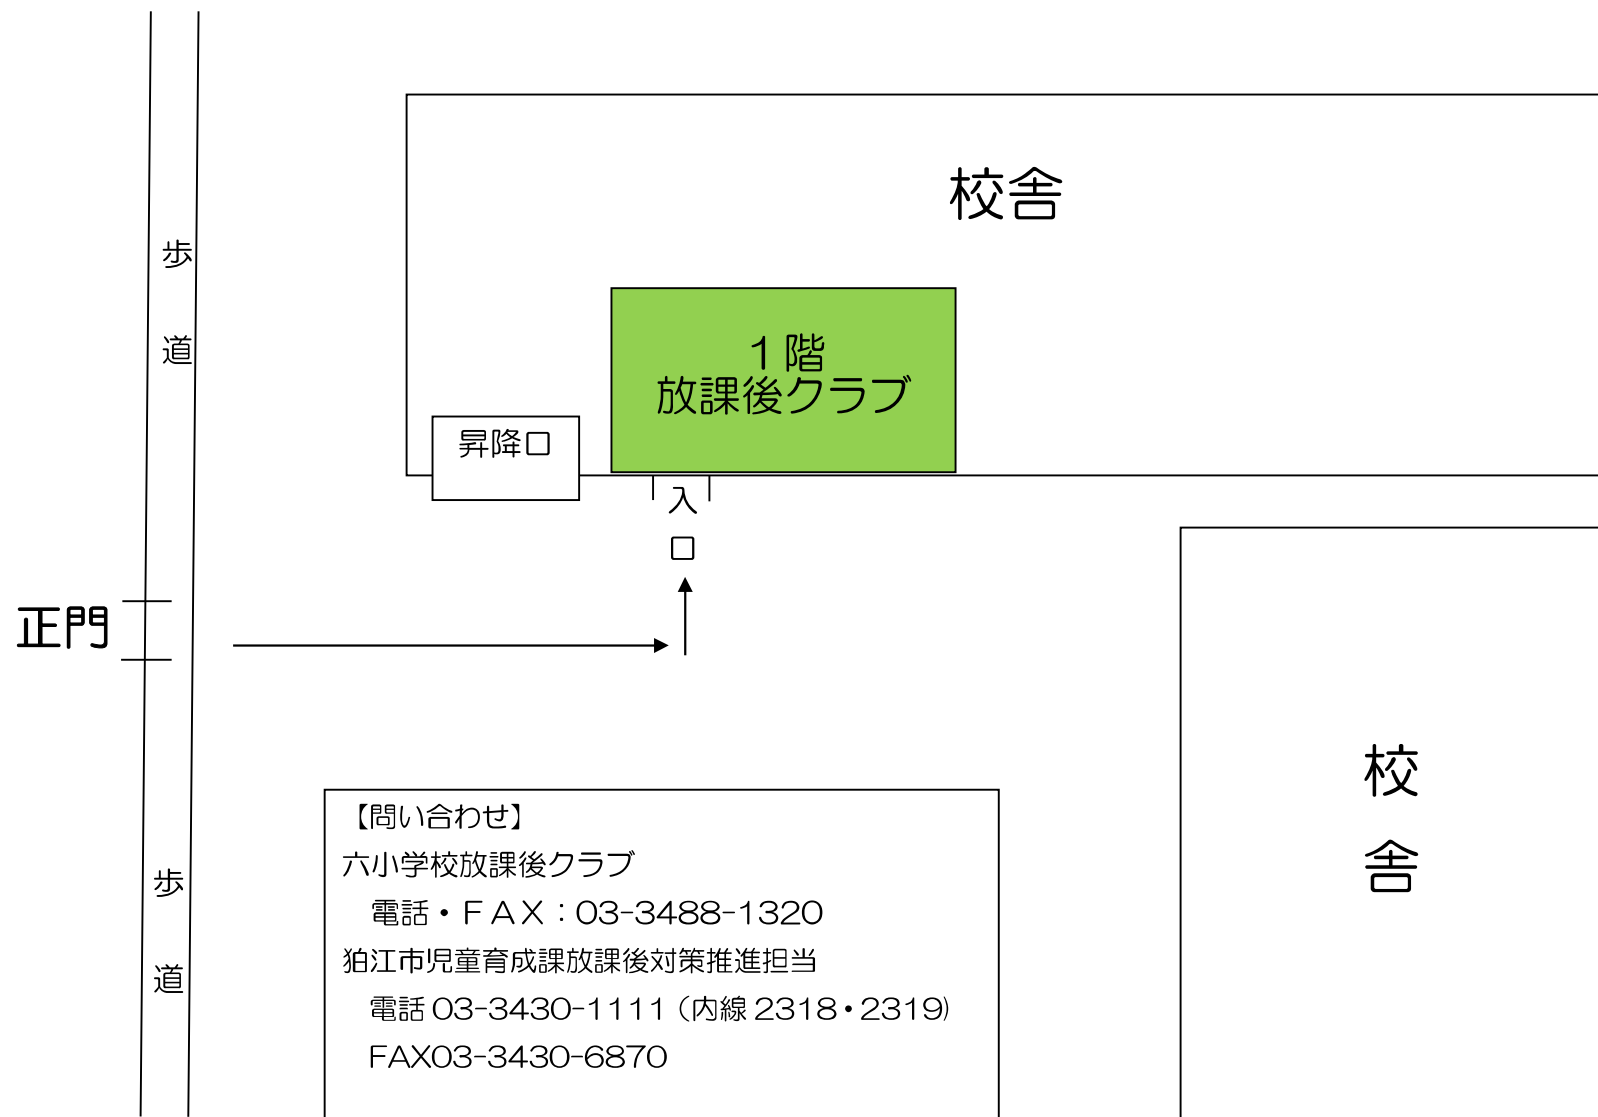 校舎
歩道
１階
放課後クラブ
昇降口
入口
正門
校舎
【問い合わせ】
六小学校放課後クラブ
電話・ＦＡＸ：03-3488-1320
歩道
狛江市児童育成課放課後対策推進担当
電話 03-3430-1111（内線 2318・2319)
FAX03-3430-6870